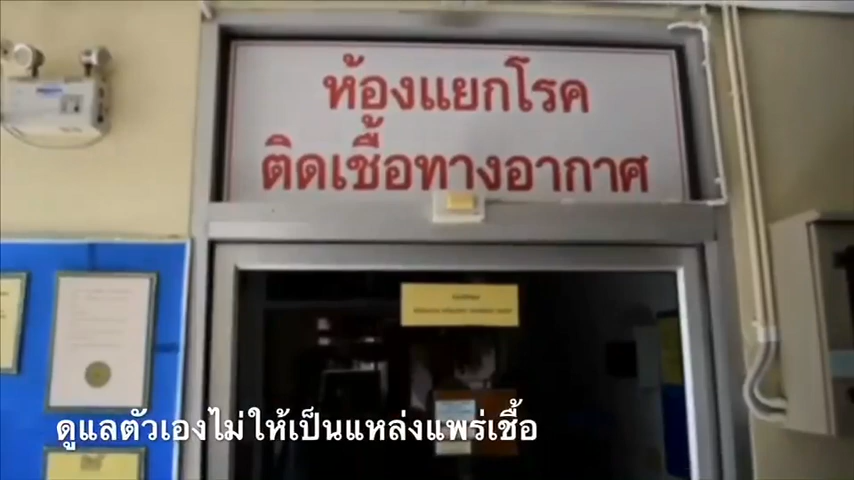 ห้องแยกโรค
ติดเชื้อทางอากาศ
ดูแลตัวเองไม่ให้เป็นแหล่งแพร่เชื้อ